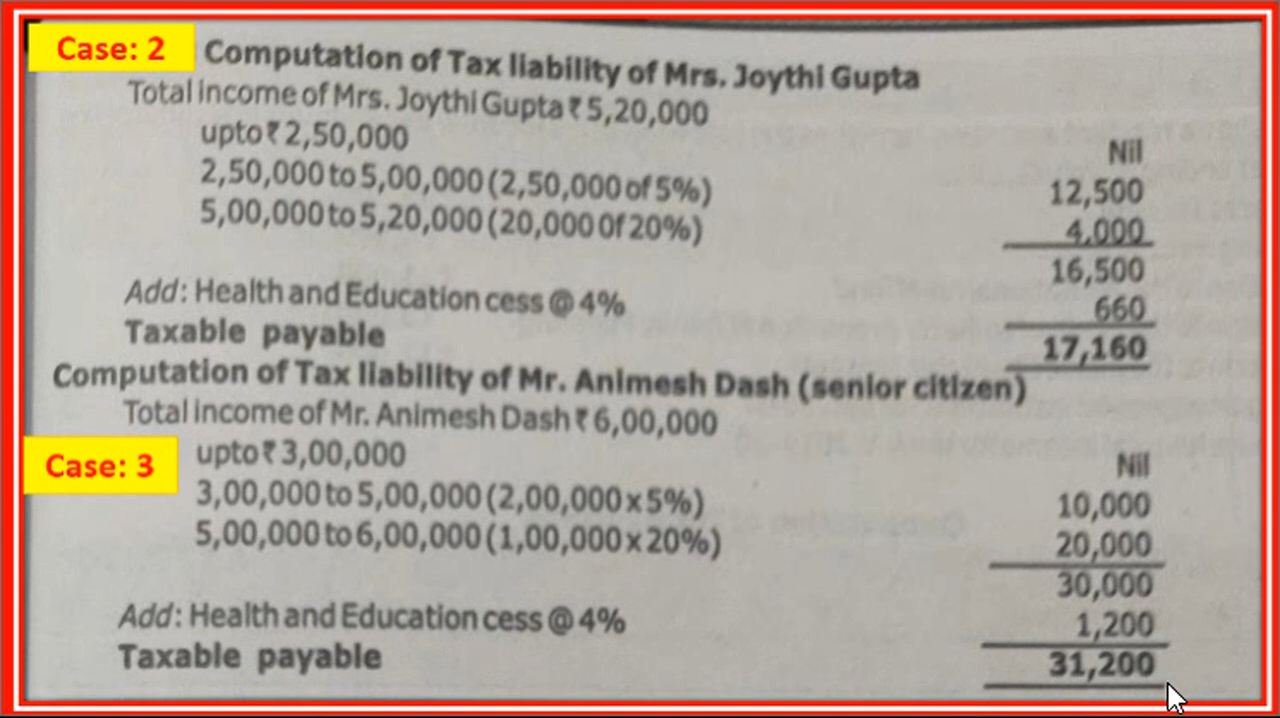 Case: 2
Computation of Tax liability of Mrs. Joythi Gupta
Total income of Mrs. Joythi Gupta ₹ 5,20,000
upto ₹ 2,50,000 Nil
2,50,000 to 5,00,000 (2,50,000 of 5%) 12,500
5,00,000 to 5,20,000 (20,000 Of 20%) 4,000
16,500
Add: Health and Education cess @ 4% 660
Taxable payable 17,160
Computation of Tax liability of Mr. Animesh Dash (senior citizen)
Total income of Mr. Animesh Dash ₹ 6,00,000
Case: 3
upto ₹ 3,00,000 Nil
3,00,000 to 5,00,000 (2,00,000 x 5%) 10,000
5,00,000 to 6,00,000 (1,00,000 x 20%) 20,000
30,000
Add: Health and Education cess @ 4% 1,200
Taxable payable 31,200